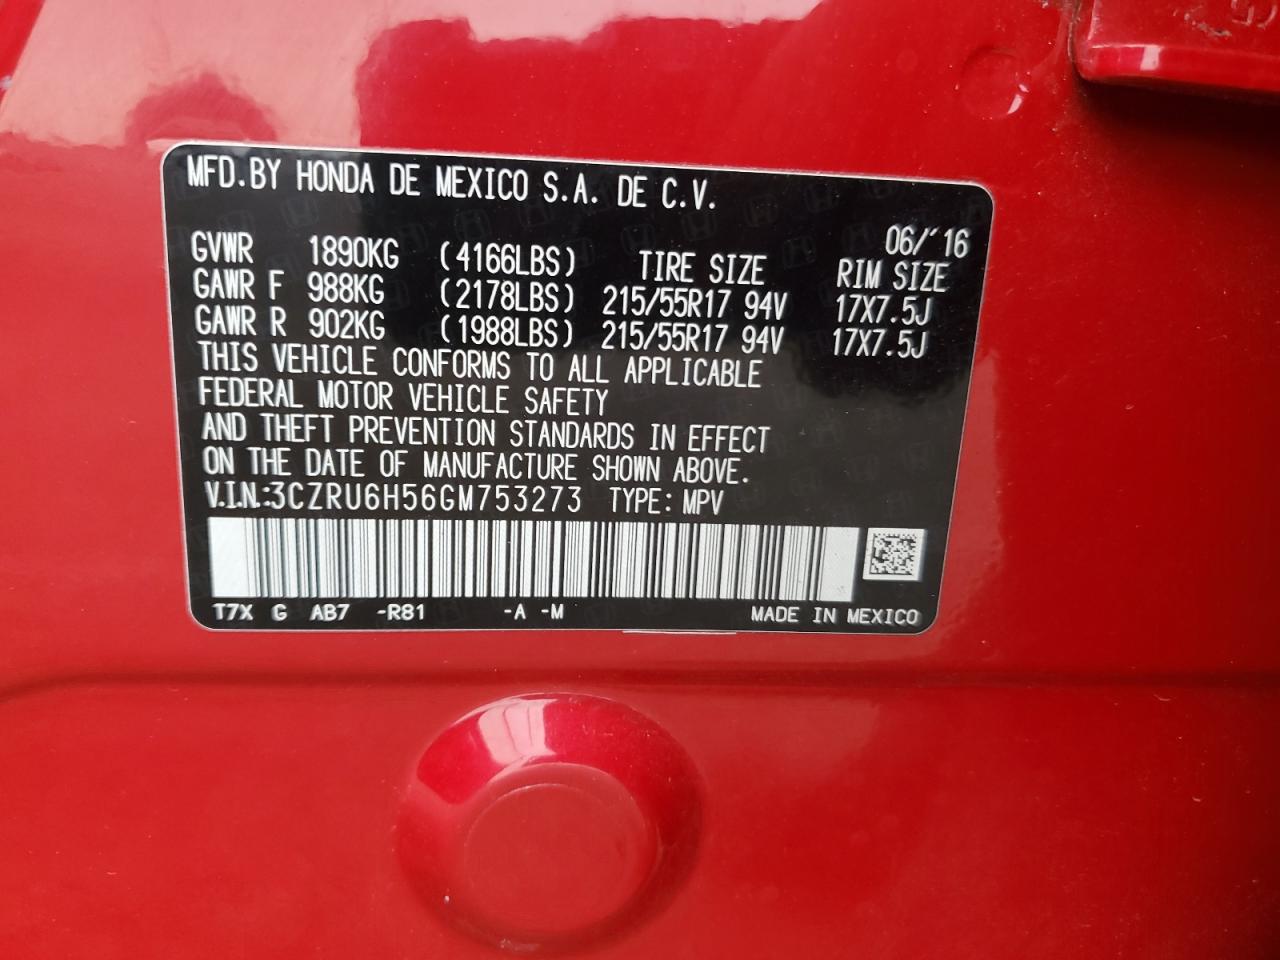 MFD.BY HONDA DE MEXICO S.A. DE C.V.
06/'16
GVWR 1890KG (4166LBS) TIRE SIZE RIM SIZE
GAWR F 988KG (2178LBS) 215/55R17 94V 17X7.5J
GAWR R 902KG (1988LBS) 215/55R17 94V 17X7.5J
THIS VEHICLE CONFORMS TO ALL APPLICABLE
FEDERAL MOTOR VEHICLE SAFETY
AND THEFT PREVENTION STANDARDS IN EFFECT
ON THE DATE OF MANUFACTURE SHOWN ABOVE.
V.I.N.:3CZRU6H56GM753273 TYPE: MPV
T7X G AB7 -R81 -A -M MADE IN MEXICO